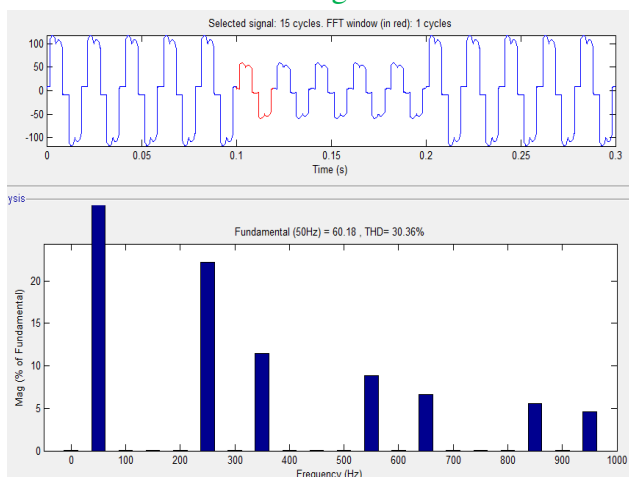 Selected signal: 15 cycles. FFT window (in red): 1 cycles
100
50
0
-50
-100
0 0.05 0.1 0.15 0.2 0.25 0.3
Time (s)
ysis
Fundamental (50Hz) = 60.18 , THD= 30.36%
Mag (% of Fundamental)
20
15
10
5
0
0 100 200 300 400 500 600 700 800 900 1000
Frequency (Hz)